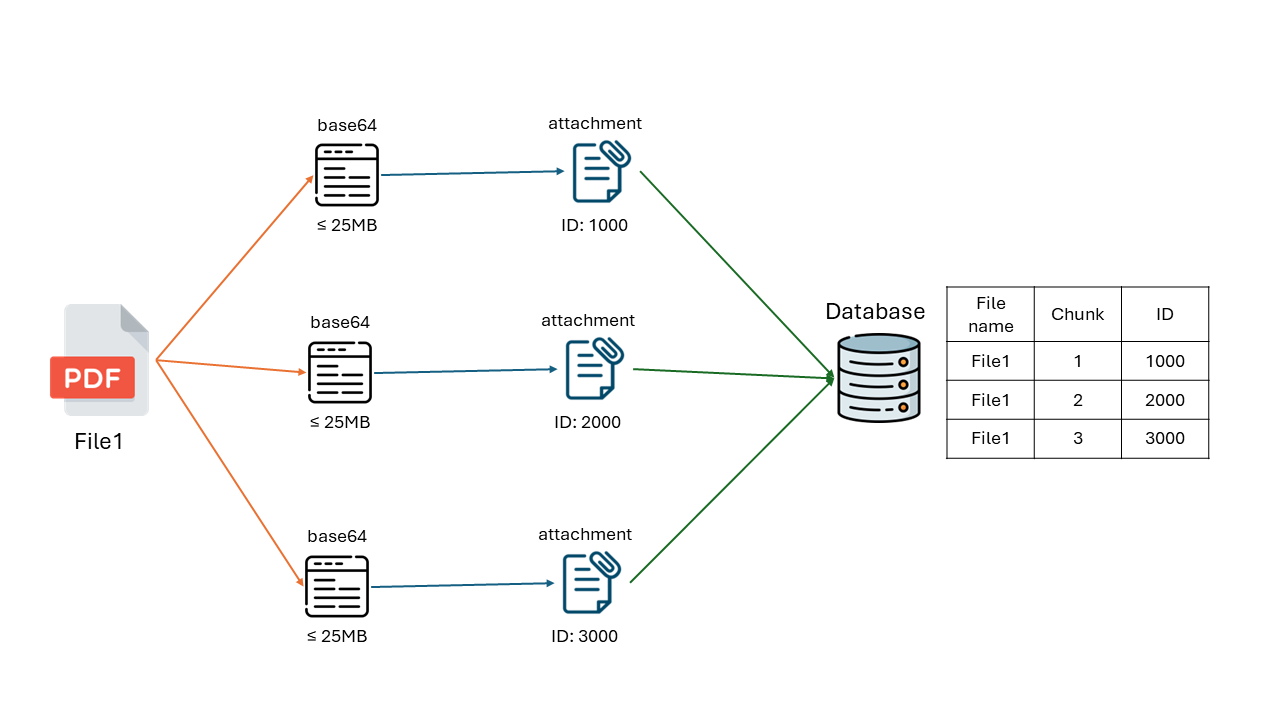 base64
≤ 25MB
attachment
ID: 1000
PDF
File1
base64
≤ 25MB
attachment
ID: 2000
base64
≤ 25MB
attachment
ID: 3000
Database
File name Chunk ID
File1 1 1000
File1 2 2000
File1 3 3000